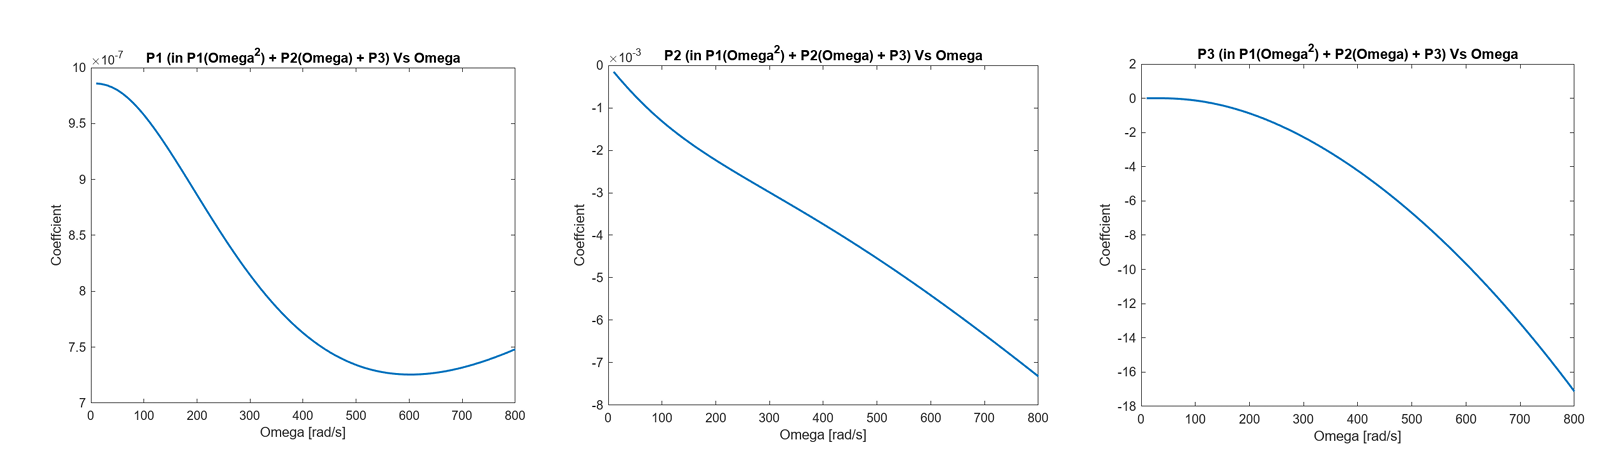 P1 (in P1(Omega²) + P2(Omega) + P3) Vs Omega
×10⁻⁷
10
9.5
9
8.5
8
7.5
7
Coeffcient
0 100 200 300 400 500 600 700 800
Omega [rad/s]
P2 (in P1(Omega²) + P2(Omega) + P3) Vs Omega
×10⁻³
0
-1
-2
-3
-4
-5
-6
-7
-8
Coeffcient
0 100 200 300 400 500 600 700 800
Omega [rad/s]
P3 (in P1(Omega²) + P2(Omega) + P3) Vs Omega
2
0
-2
-4
-6
-8
-10
-12
-14
-16
-18
Coeffcient
0 100 200 300 400 500 600 700 800
Omega [rad/s]